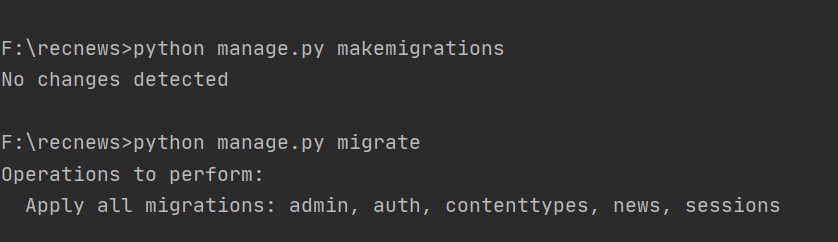 F:\recnews>python manage.py makemigrations
No changes detected
F:\recnews>python manage.py migrate
Operations to perform:
  Apply all migrations: admin, auth, contenttypes, news, sessions